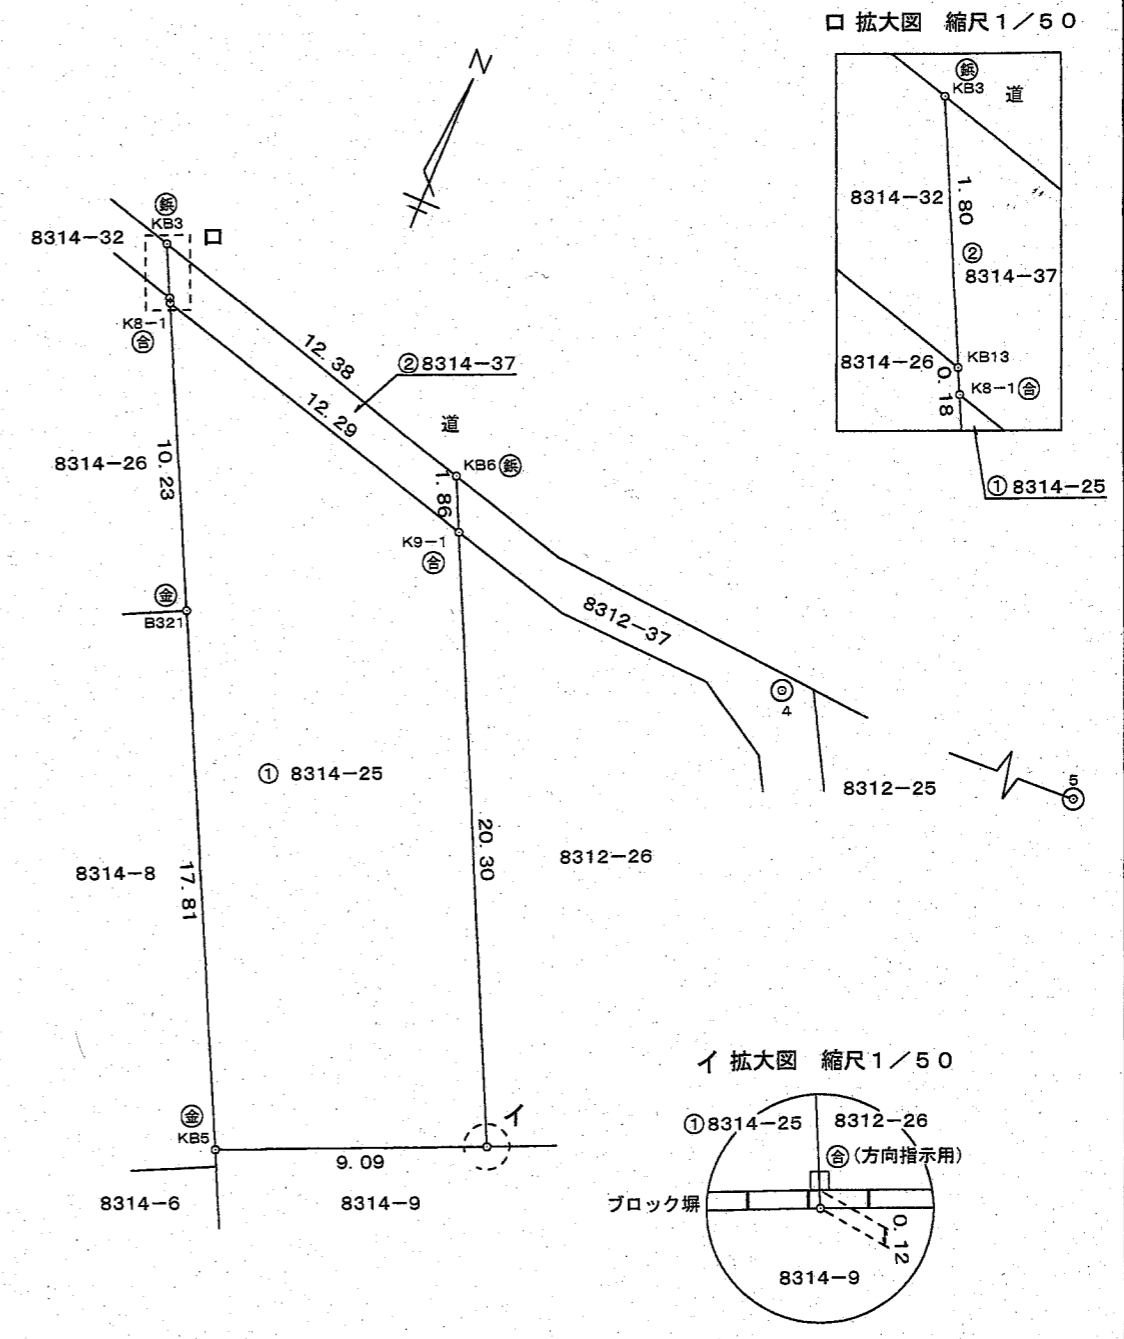 ロ 拡大図 縮尺1/50
鋲
KB3
道
8314-32
1.80
②
8314-37
8314-26
KB13
0.18
K8-1 合
① 8314-25
N
鋲
KB3
ロ
8314-32
K8-1
合
12.38
② 8314-37
12.29
道
8314-26
10.23
KB6 鋲
1.86
K9-1
合
金
B321
8312-37
4
① 8314-25
8312-25
5
20.30
8312-26
8314-8
17.81
金
KB5
イ
9.09
8314-6
8314-9
イ 拡大図 縮尺1/50
① 8314-25
8312-26
合 (方向指示用)
ブロック塀
0.12
8314-9